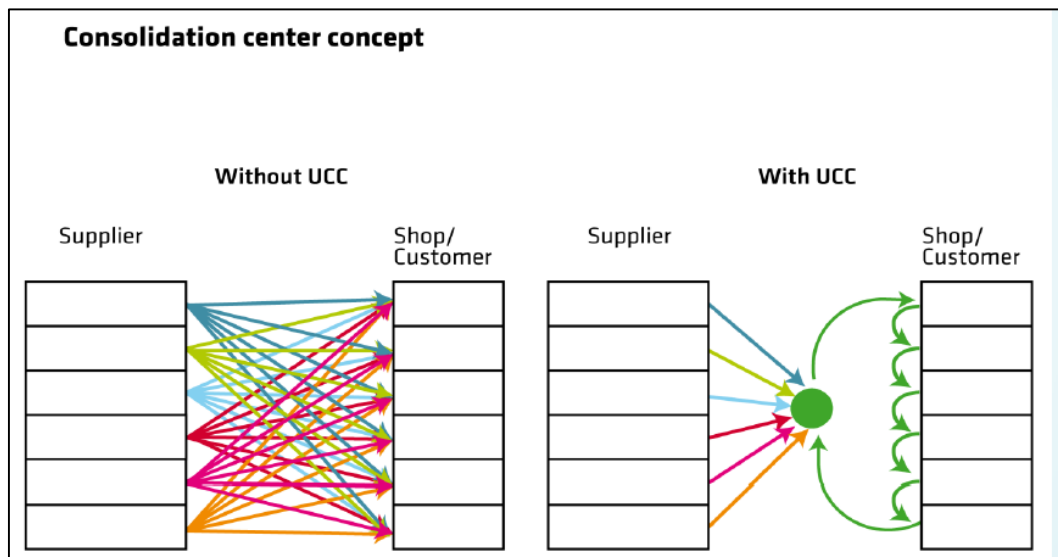 Consolidation center concept
Without UCC
With UCC
Supplier
Shop/
Customer
Supplier
Shop/
Customer